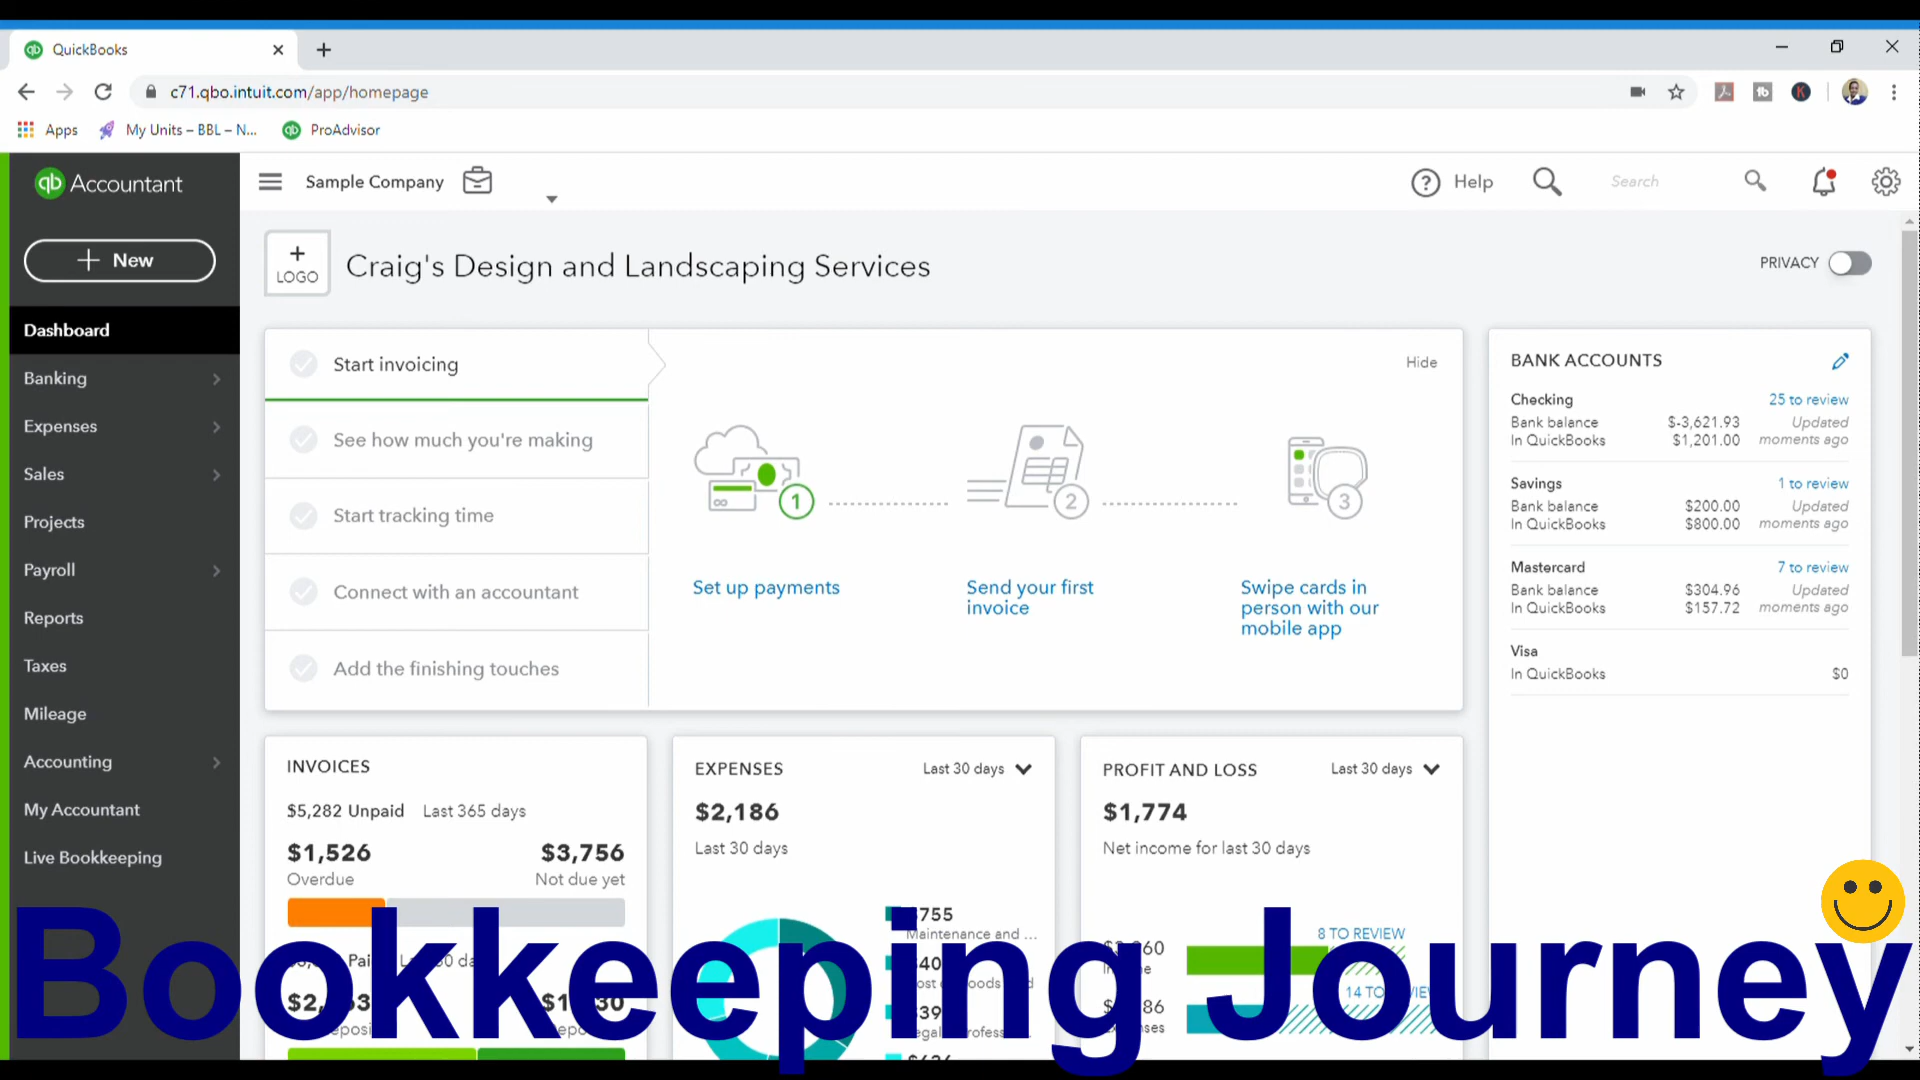 QuickBooks
c71.qbo.intuit.com/app/homepage
Apps
My Units – BBL – N...
ProAdvisor
qb Accountant
Sample Company
Help
Search
New
+ LOGO
Craig's Design and Landscaping Services
PRIVACY
Dashboard
Banking
Expenses
Sales
Projects
Payroll
Reports
Taxes
Mileage
Accounting
My Accountant
Live Bookkeeping
Start invoicing
See how much you're making
Start tracking time
Connect with an accountant
Add the finishing touches
Hide
1
2
3
Set up payments
Send your first
invoice
Swipe cards in
person with our
mobile app
BANK ACCOUNTS
Checking 25 to review
Bank balance $-3,621.93 Updated
In QuickBooks $1,201.00 moments ago
Savings 1 to review
Bank balance $200.00 Updated
In QuickBooks $800.00 moments ago
Mastercard 7 to review
Bank balance $304.96 Updated
In QuickBooks $157.72 moments ago
Visa
In QuickBooks $0
INVOICES
$5,282 Unpaid Last 365 days
$1,526 $3,756
Overdue Not due yet
EXPENSES Last 30 days
$2,186
Last 30 days
$755
Maintenance and ...
PROFIT AND LOSS Last 30 days
$1,774
Net income for last 30 days
8 TO REVIEW
Bookkeeping Journey